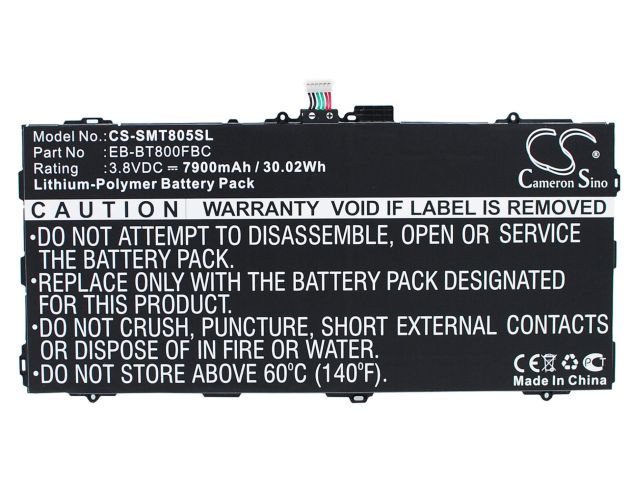 Model No.: CS-SMT805SL
Part No : EB-BT800FBC
Rating : 3.8VDC ⎓ 7900mAh / 30.02Wh
Lithium-Polymer Battery Pack
CS
Cameron Sino
CAUTION WARRANTY VOID IF LABEL IS REMOVED
•DO NOT ATTEMPT TO DISASSEMBLE, OPEN OR SERVICE
THE BATTERY PACK.
•REPLACE ONLY WITH THE BATTERY PACK DESIGNATED
FOR THIS PRODUCT.
•DO NOT CRUSH, PUNCTURE, SHORT EXTERNAL CONTACTS
OR DISPOSE OF IN FIRE OR WATER.
•DO NOT STORE ABOVE 60°C (140°F).
CE
Made In China